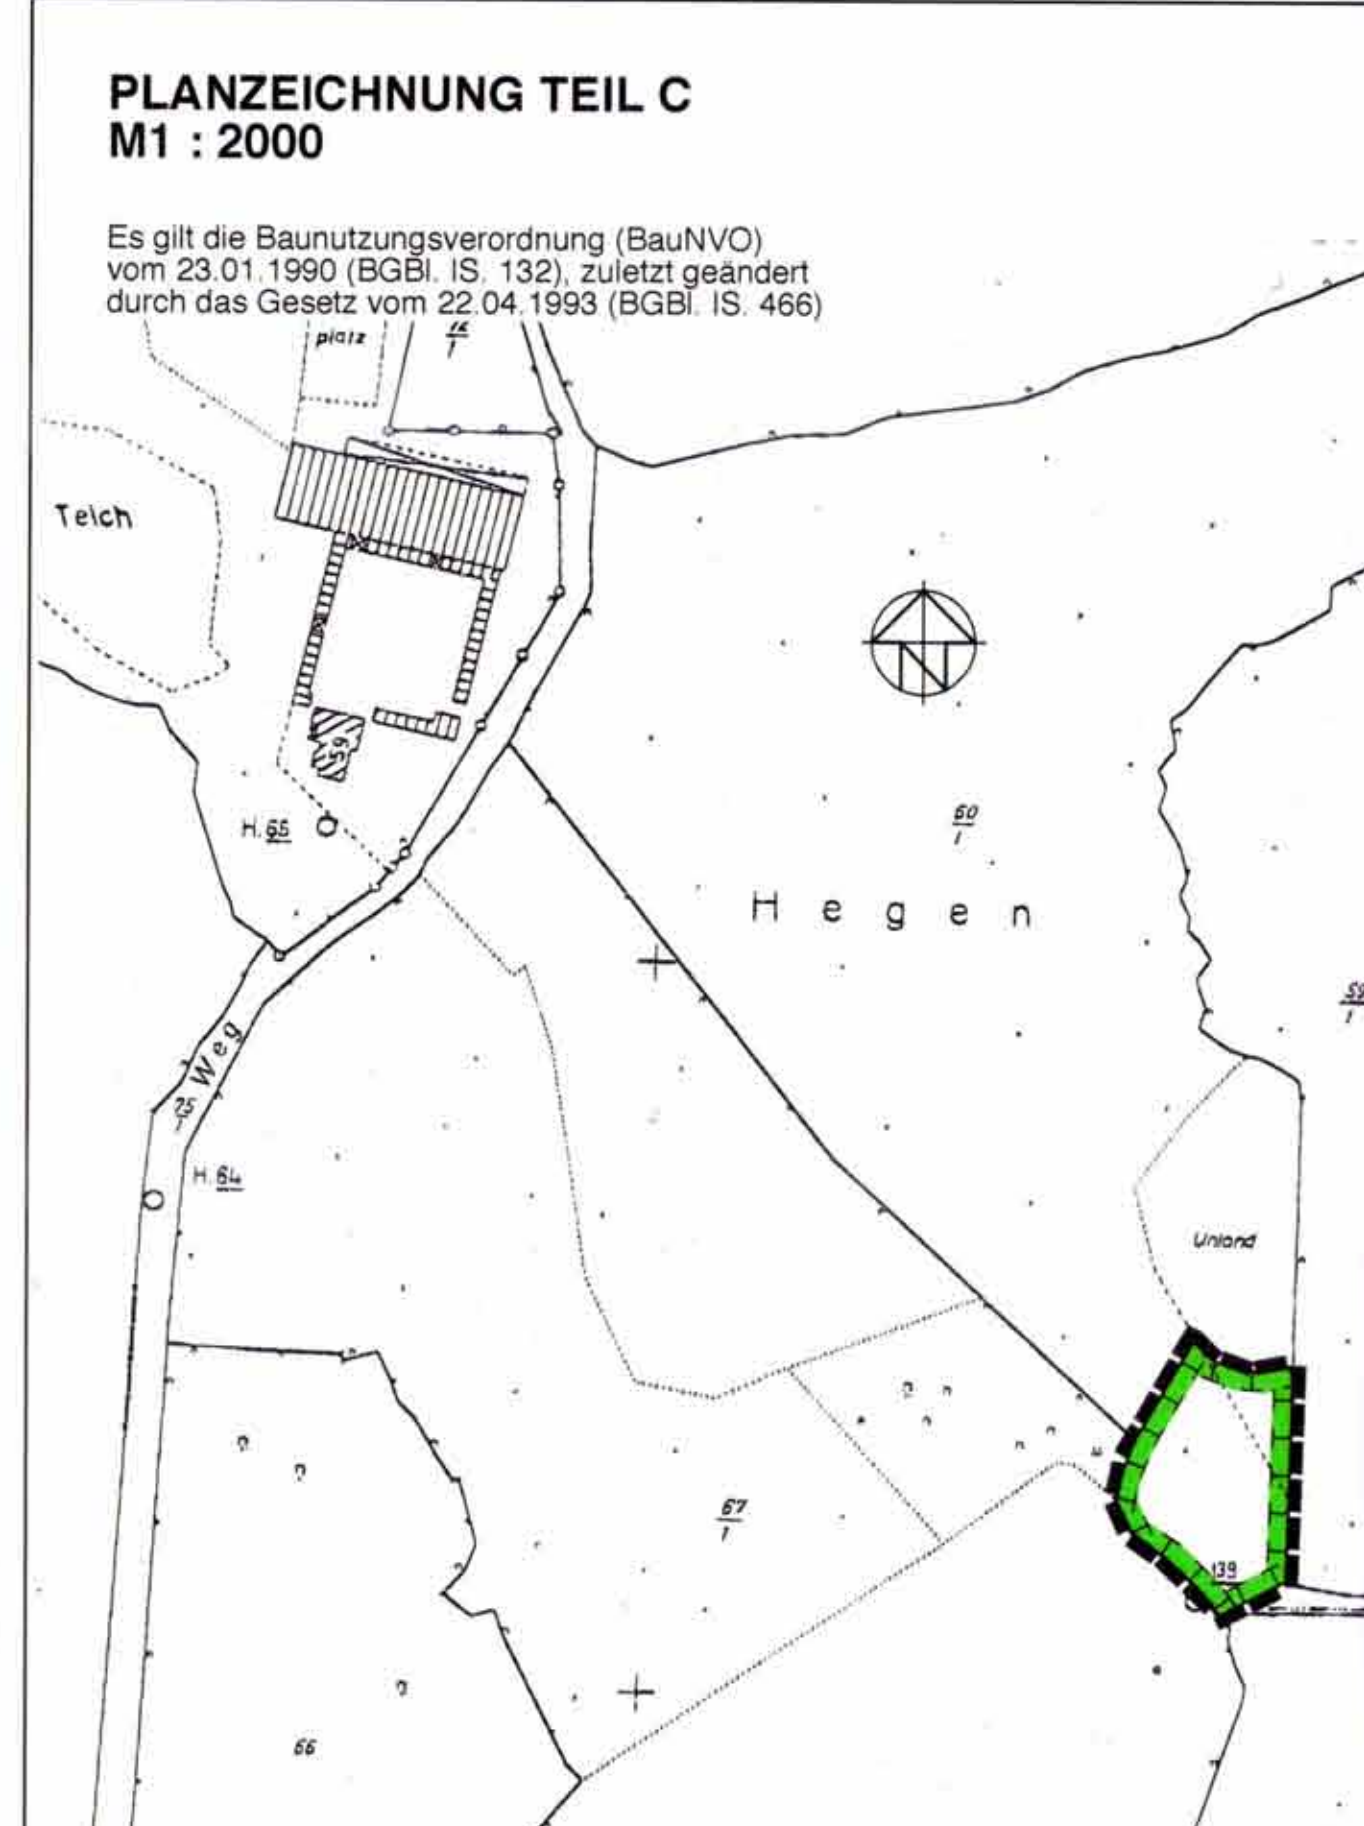 PLANZEICHNUNG TEIL C
M1 : 2000
Es gilt die Baunutzungsverordnung (BauNVO)
vom 23.01.1990 (BGBl. IS. 132), zuletzt geändert
durch das Gesetz vom 22.04.1993 (BGBl. IS. 466)
platz
Teich
59
H.65
60
1
Hegen
N
Weg
75
1
H.64
Unland
67
1
139
66